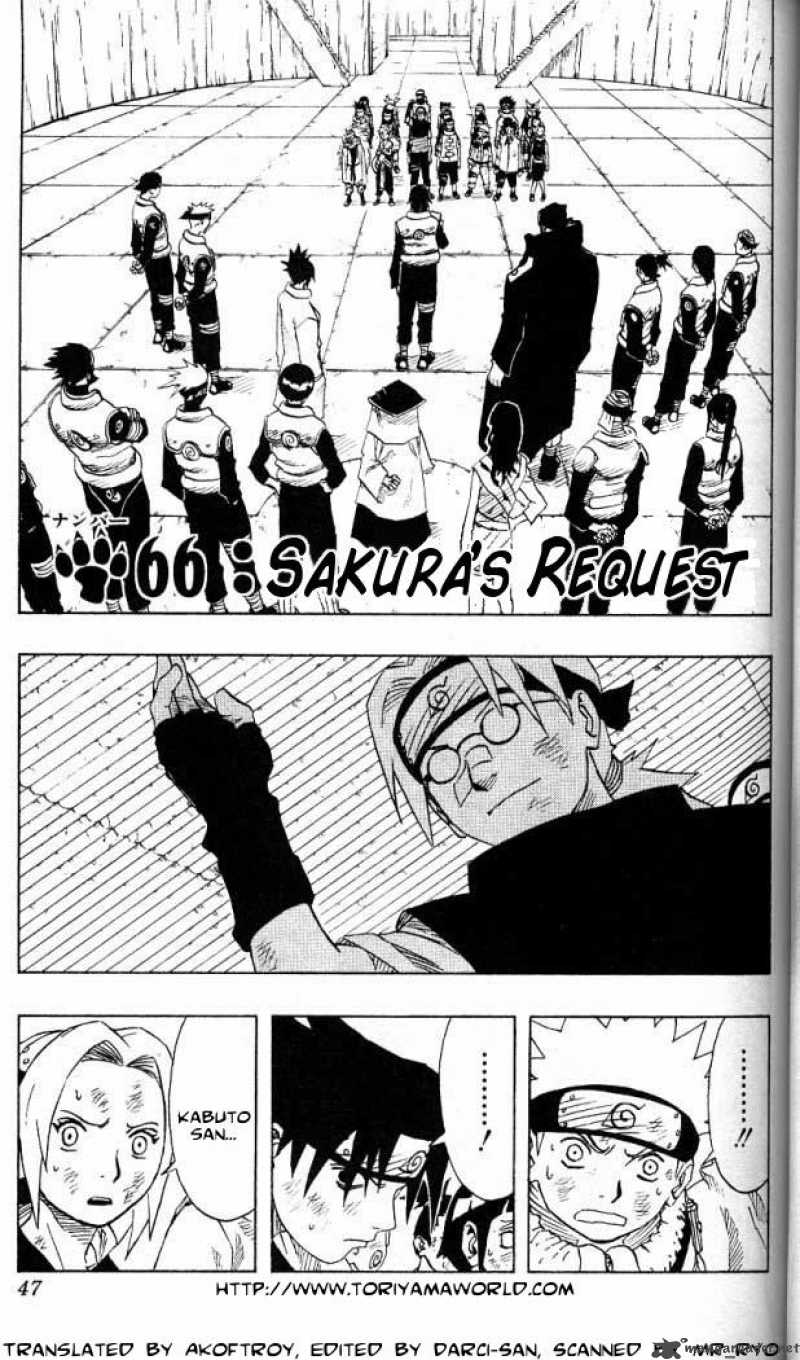 ナンバー
66: SAKURA'S REQUEST
.......!!
......!
KABUTO
SAN...
47
HTTP://WWW.TORIYAMAWORLD.COM
TRANSLATED BY AKOFTROY, EDITED BY DARCI-SAN, SCANNED